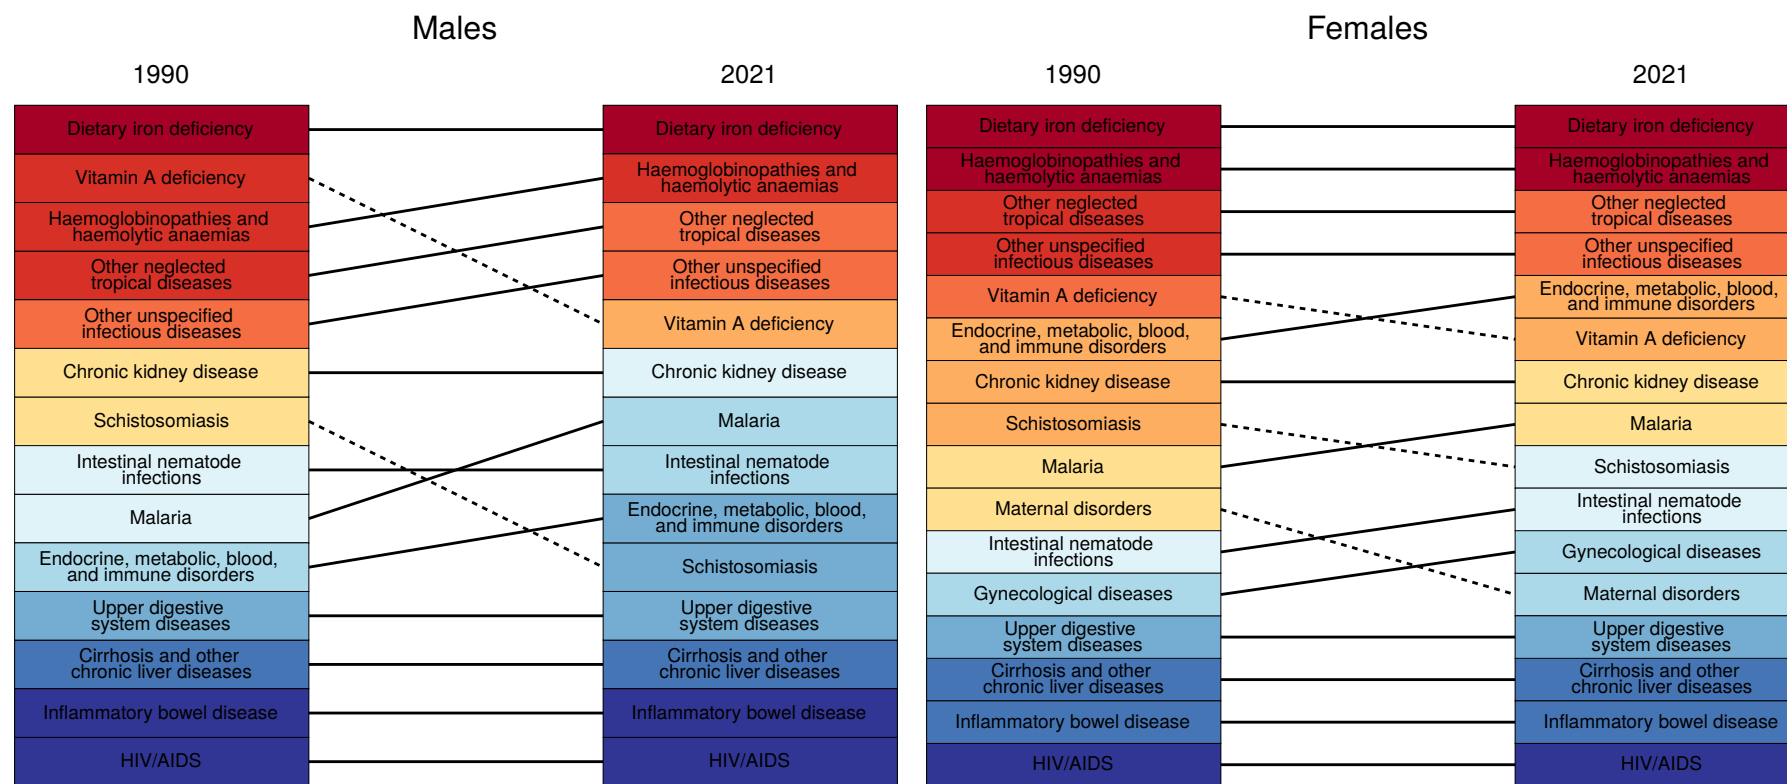 Males
1990
2021
Dietary iron deficiency
Vitamin A deficiency
Haemoglobinopathies and
haemolytic anaemias
Other neglected
tropical diseases
Other unspecified
infectious diseases
Chronic kidney disease
Schistosomiasis
Intestinal nematode
infections
Malaria
Endocrine, metabolic, blood,
and immune disorders
Upper digestive
system diseases
Cirrhosis and other
chronic liver diseases
Inflammatory bowel disease
HIV/AIDS
Dietary iron deficiency
Haemoglobinopathies and
haemolytic anaemias
Other neglected
tropical diseases
Other unspecified
infectious diseases
Vitamin A deficiency
Chronic kidney disease
Malaria
Intestinal nematode
infections
Endocrine, metabolic, blood,
and immune disorders
Schistosomiasis
Upper digestive
system diseases
Cirrhosis and other
chronic liver diseases
Inflammatory bowel disease
HIV/AIDS
Females
1990
2021
Dietary iron deficiency
Haemoglobinopathies and
haemolytic anaemias
Other neglected
tropical diseases
Other unspecified
infectious diseases
Vitamin A deficiency
Endocrine, metabolic, blood,
and immune disorders
Chronic kidney disease
Schistosomiasis
Malaria
Maternal disorders
Intestinal nematode
infections
Gynecological diseases
Upper digestive
system diseases
Cirrhosis and other
chronic liver diseases
Inflammatory bowel disease
HIV/AIDS
Dietary iron deficiency
Haemoglobinopathies and
haemolytic anaemias
Other neglected
tropical diseases
Other unspecified
infectious diseases
Endocrine, metabolic, blood,
and immune disorders
Vitamin A deficiency
Chronic kidney disease
Malaria
Schistosomiasis
Intestinal nematode
infections
Gynecological diseases
Maternal disorders
Upper digestive
system diseases
Cirrhosis and other
chronic liver diseases
Inflammatory bowel disease
HIV/AIDS